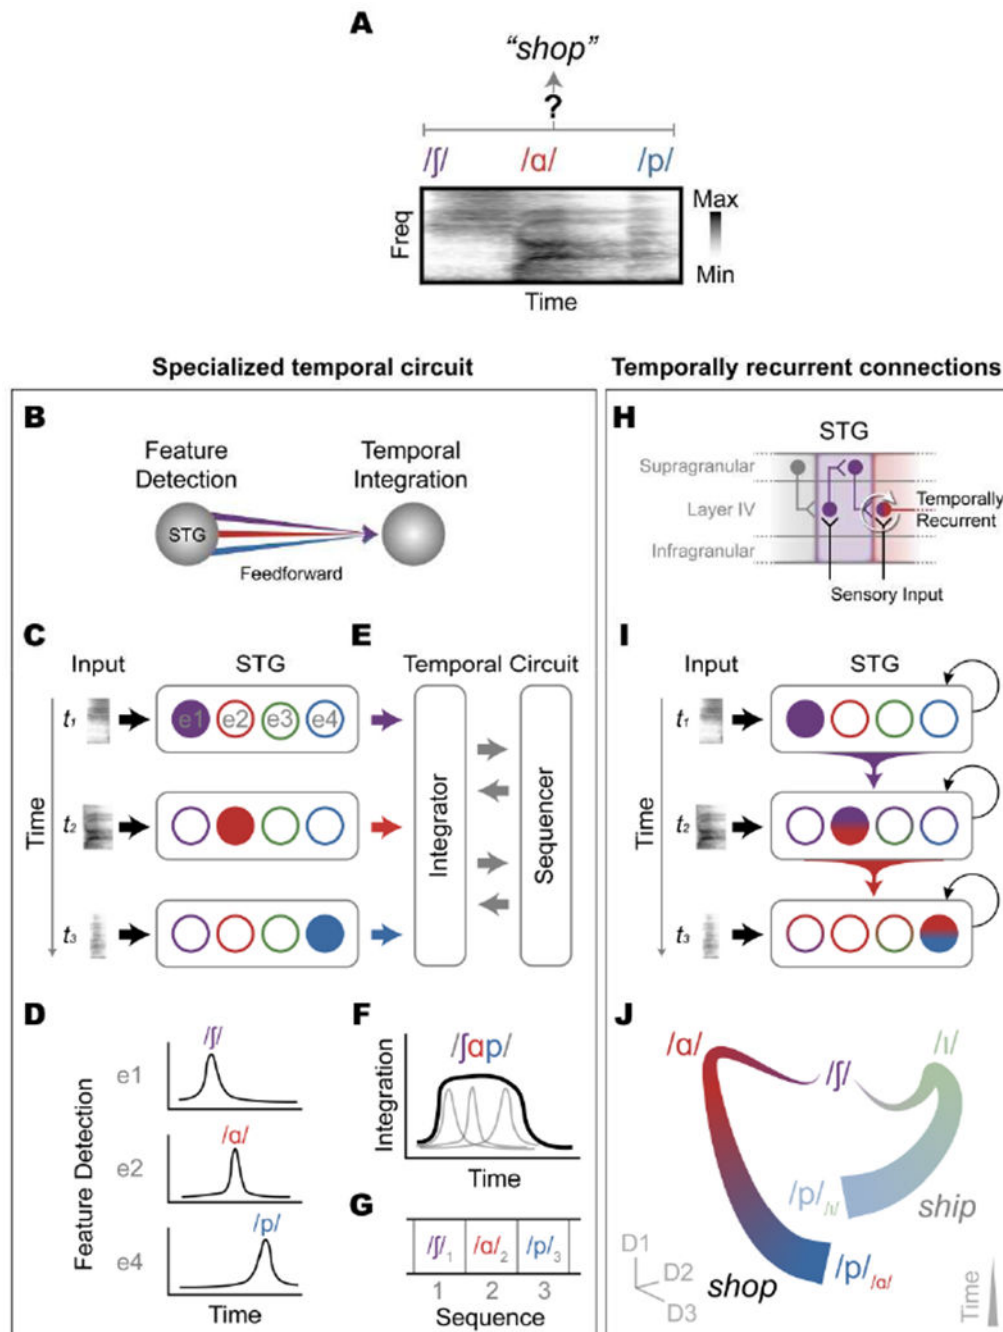 A
“shop”
?
/ʃ/ /ɑ/ /p/
Freq
Max
Min
Time
Specialized temporal circuit
B
Feature Detection
Temporal Integration
STG
Feedforward
C
Input
STG
Time
t1
e1 e2 e3 e4
t2
t3
E
Temporal Circuit
Integrator
Sequencer
D
Feature Detection
/ʃ/
e1
/ɑ/
e2
/p/
e4
Time
F
/ʃɑp/
Integration
Time
G
/ʃ/1 /ɑ/2 /p/3
1 2 3
Sequence
Temporally recurrent connections
H
STG
Supragranular
Layer IV
Infragranular
Temporally
Recurrent
Sensory Input
I
Input
STG
Time
t1
t2
t3
J
/ɑ/ /ʃ/ /ɪ/
/p//ɪ/
ship
/p//ɑ/
shop
D1
D2
D3
Time